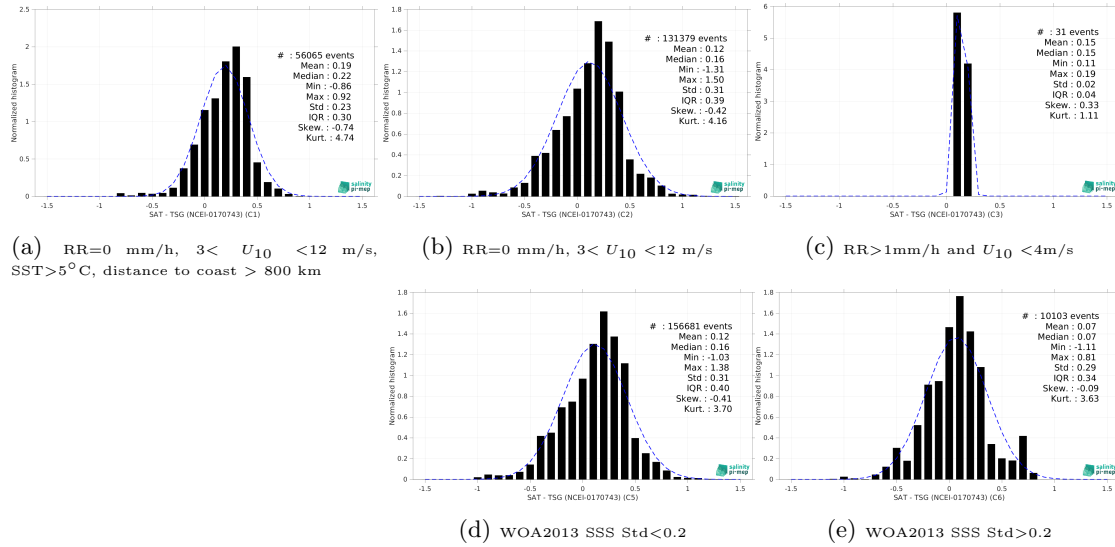 2.5
2
1.5
1
0.5
0
Normalized histogram
# : 56065 events
Mean : 0.19
Median : 0.22
Min : -0.86
Max : 0.92
Std : 0.23
IQR : 0.30
Skew. : -0.74
Kurt. : 4.74
salinity
pi-mep
-1.5 -1 -0.5 0 0.5 1 1.5
SAT - TSG (NCEI-0170743) (C1)
(a) RR=0 mm/h, 3< U10 <12 m/s,
SST>5°C, distance to coast > 800 km
1.8
1.6
1.4
1.2
1
0.8
0.6
0.4
0.2
0
Normalized histogram
# : 131379 events
Mean : 0.12
Median : 0.16
Min : -1.31
Max : 1.50
Std : 0.31
IQR : 0.39
Skew. : -0.42
Kurt. : 4.16
salinity
pi-mep
-1.5 -1 -0.5 0 0.5 1 1.5
SAT - TSG (NCEI-0170743) (C2)
(b) RR=0 mm/h, 3< U10 <12 m/s
6
5
4
3
2
1
0
Normalized histogram
# : 31 events
Mean : 0.15
Median : 0.15
Min : 0.11
Max : 0.19
Std : 0.02
IQR : 0.04
Skew. : 0.33
Kurt. : 1.11
salinity
pi-mep
-1.5 -1 -0.5 0 0.5 1 1.5
SAT - TSG (NCEI-0170743) (C3)
(c) RR>1mm/h and U10 <4m/s
1.8
1.6
1.4
1.2
1
0.8
0.6
0.4
0.2
0
Normalized histogram
# : 156681 events
Mean : 0.12
Median : 0.16
Min : -1.03
Max : 1.38
Std : 0.31
IQR : 0.40
Skew. : -0.41
Kurt. : 3.70
salinity
pi-mep
-1.5 -1 -0.5 0 0.5 1 1.5
SAT - TSG (NCEI-0170743) (C5)
(d) WOA2013 SSS Std<0.2
1.8
1.6
1.4
1.2
1
0.8
0.6
0.4
0.2
0
Normalized histogram
# : 10103 events
Mean : 0.07
Median : 0.07
Min : -1.11
Max : 0.81
Std : 0.29
IQR : 0.34
Skew. : -0.09
Kurt. : 3.63
salinity
pi-mep
-1.5 -1 -0.5 0 0.5 1 1.5
SAT - TSG (NCEI-0170743) (C6)
(e) WOA2013 SSS Std>0.2